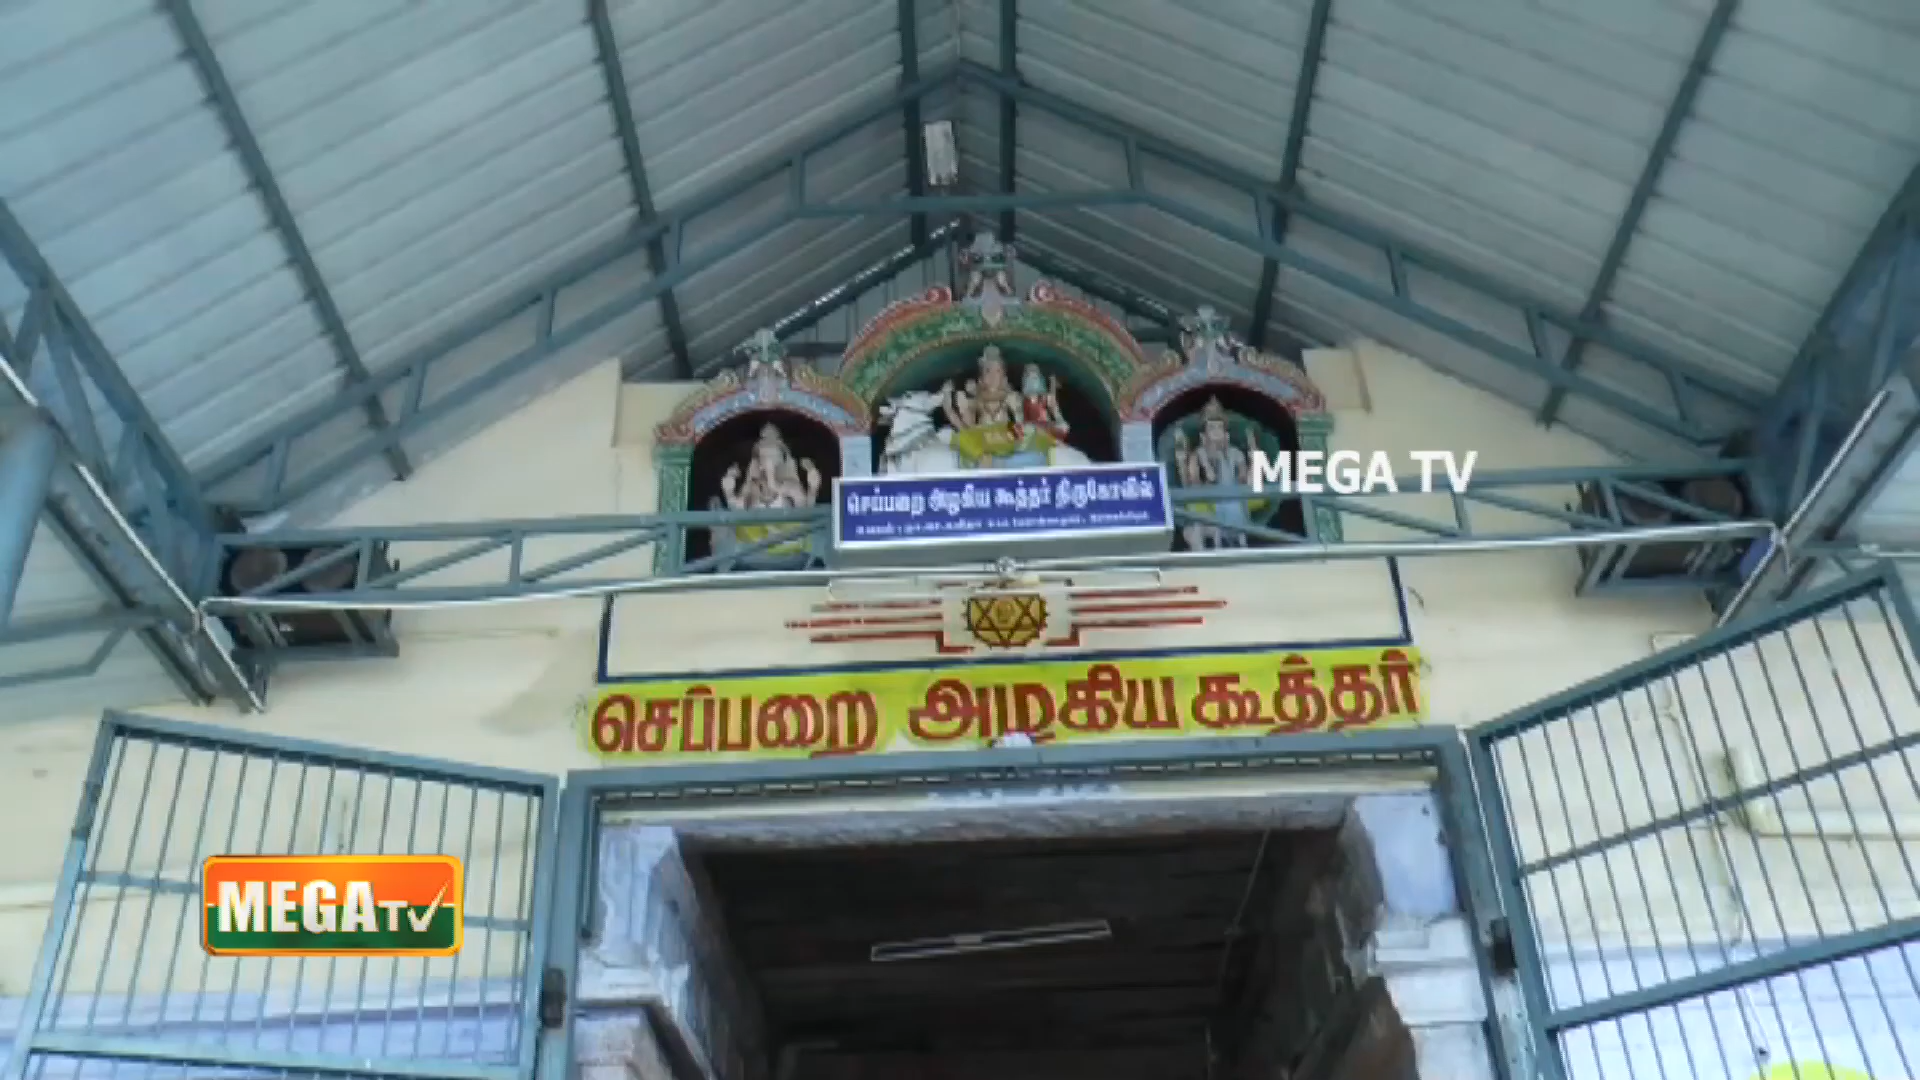 செப்பறை அழகிய கூத்தர் திருகோவில்
MEGA TV
செப்பறை அழகிய கூத்தர்
MEGA TV